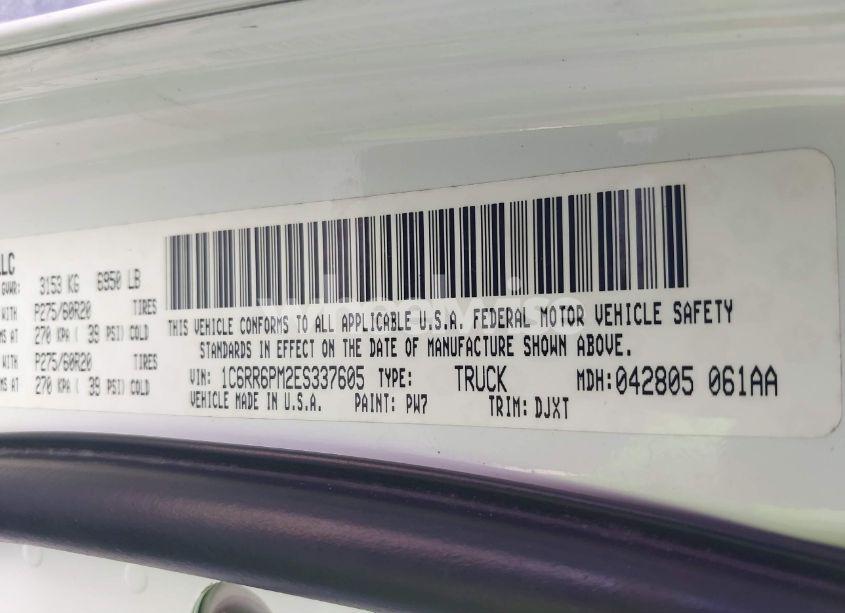 LLC
GVWR: 3153 KG 6950 LB
WITH P275/60R20 TIRES
AT 270 KPA ( 39 PSI) COLD
WITH P275/60R20 TIRES
AT 270 KPA ( 39 PSI) COLD
THIS VEHICLE CONFORMS TO ALL APPLICABLE U.S.A. FEDERAL MOTOR VEHICLE SAFETY
STANDARDS IN EFFECT ON THE DATE OF MANUFACTURE SHOWN ABOVE.
VIN: 1C6RR6PM2ES337605 TYPE: TRUCK MDH: 042805 061AA
VEHICLE MADE IN U.S.A. PAINT: PW7 TRIM: DJXT